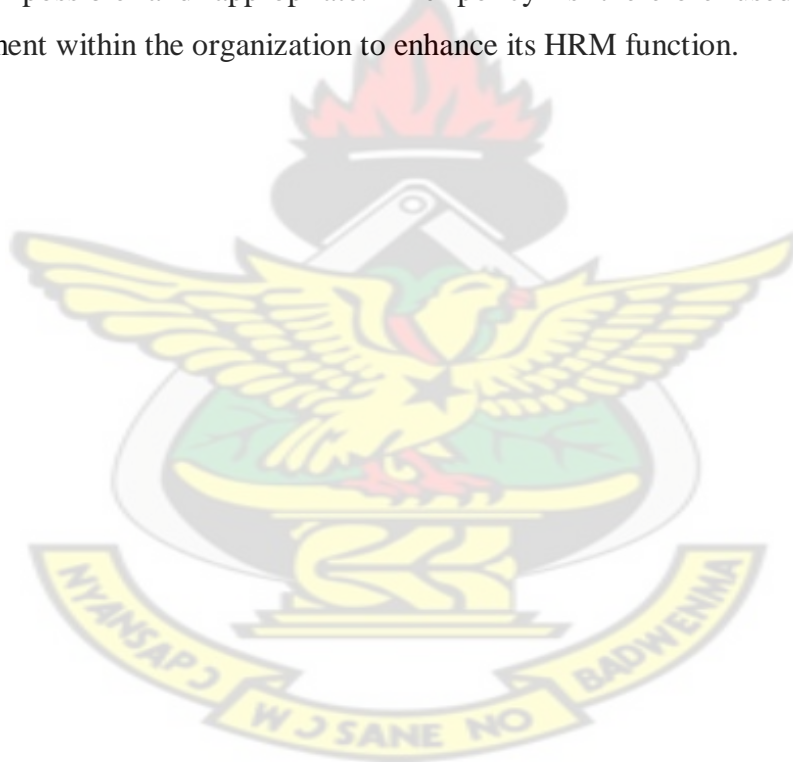 ment within the organization to enhance its HRM function.
NYANSAPƆ
WƆSANE NO
BADWENMA